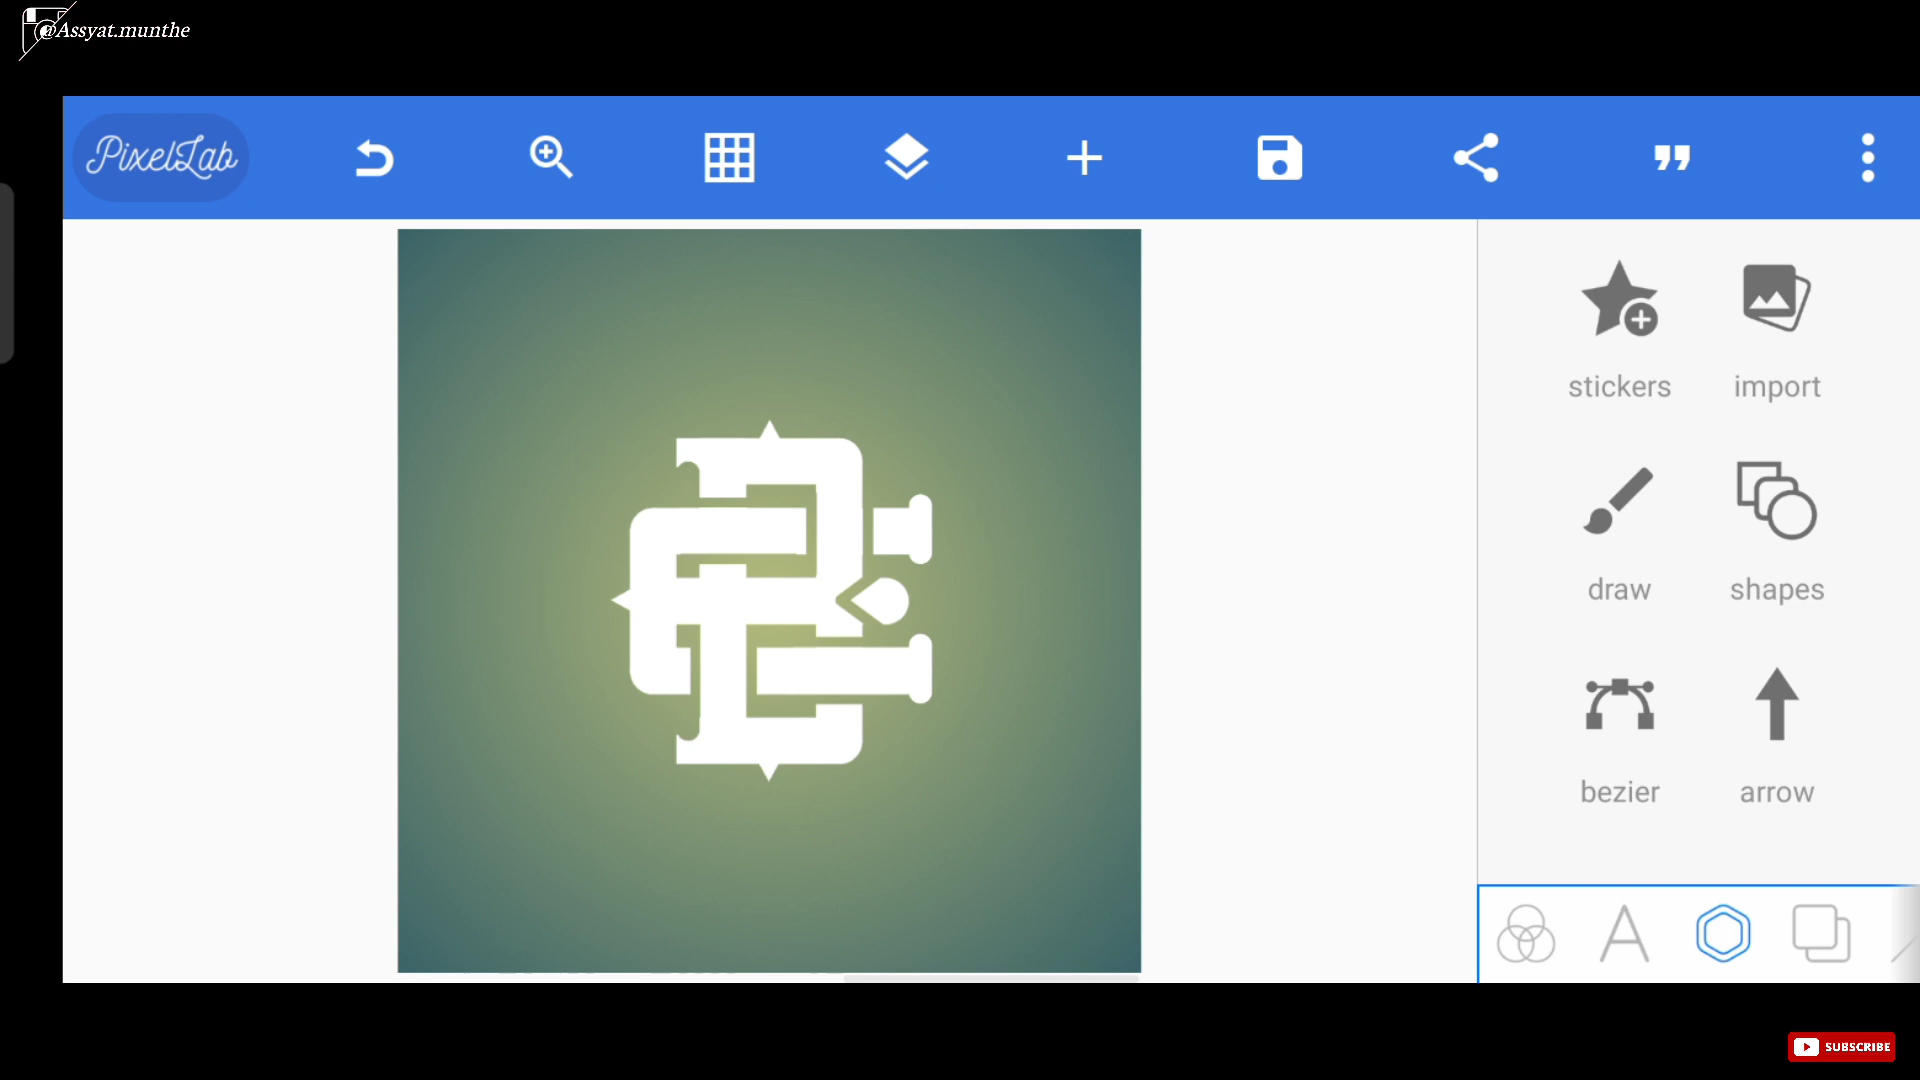 @Assyat.munthe
PixelLab
stickers
import
draw
shapes
bezier
arrow
SUBSCRIBE